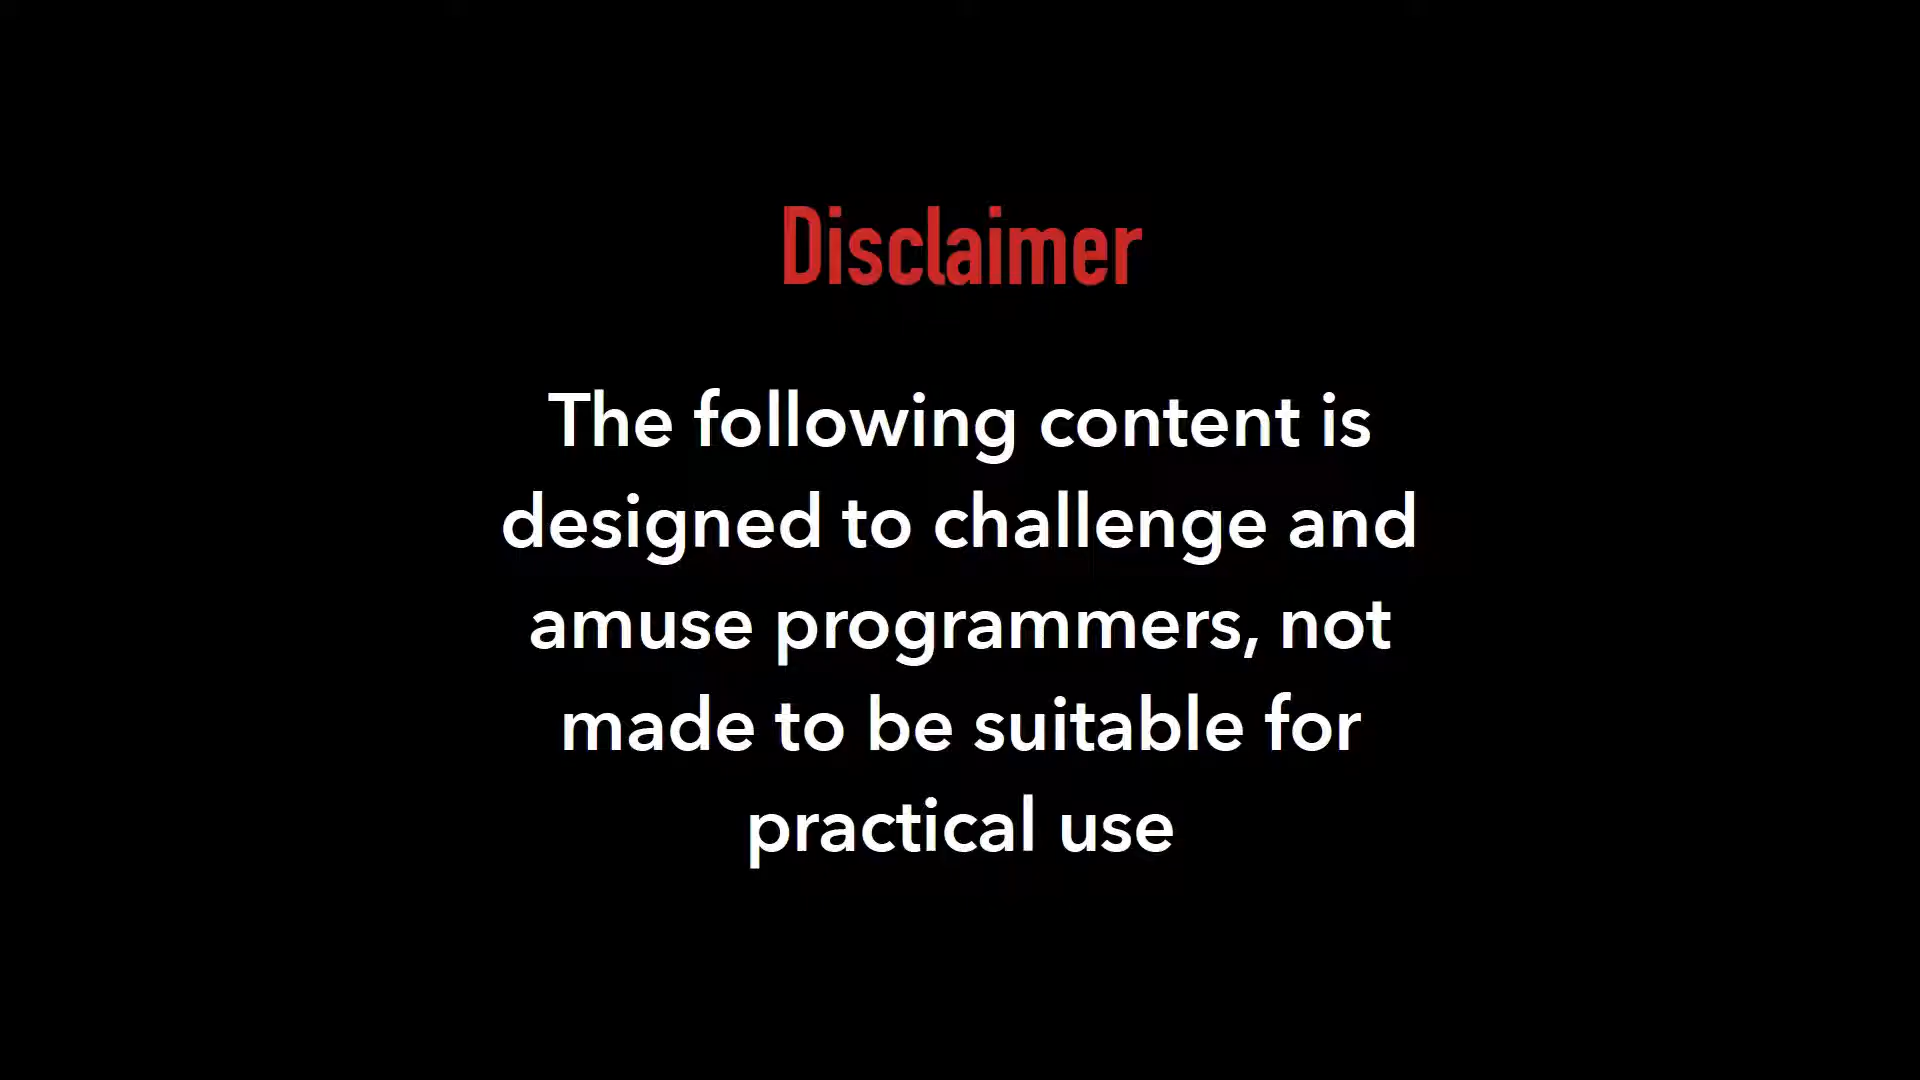 Disclaimer
The following content is
designed to challenge and
amuse programmers, not
made to be suitable for
practical use